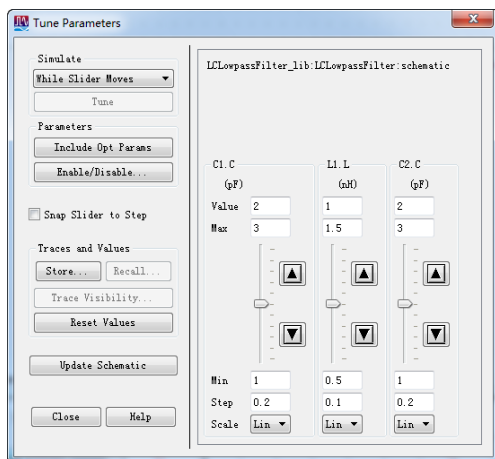 Tune Parameters
Simulate
While Slider Moves
Tune
Parameters
Include Opt Params
Enable/Disable...
Snap Slider to Step
Traces and Values
Store... Recall...
Trace Visibility...
Reset Values
Update Schematic
Close Help
LCLowpassFilter_lib:LCLowpassFilter:schematic
C1.C L1.L C2.C
(pF) (nH) (pF)
Value 2 1 2
Max 3 1.5 3
Min 1 0.5 1
Step 0.2 0.1 0.2
Scale Lin Lin Lin